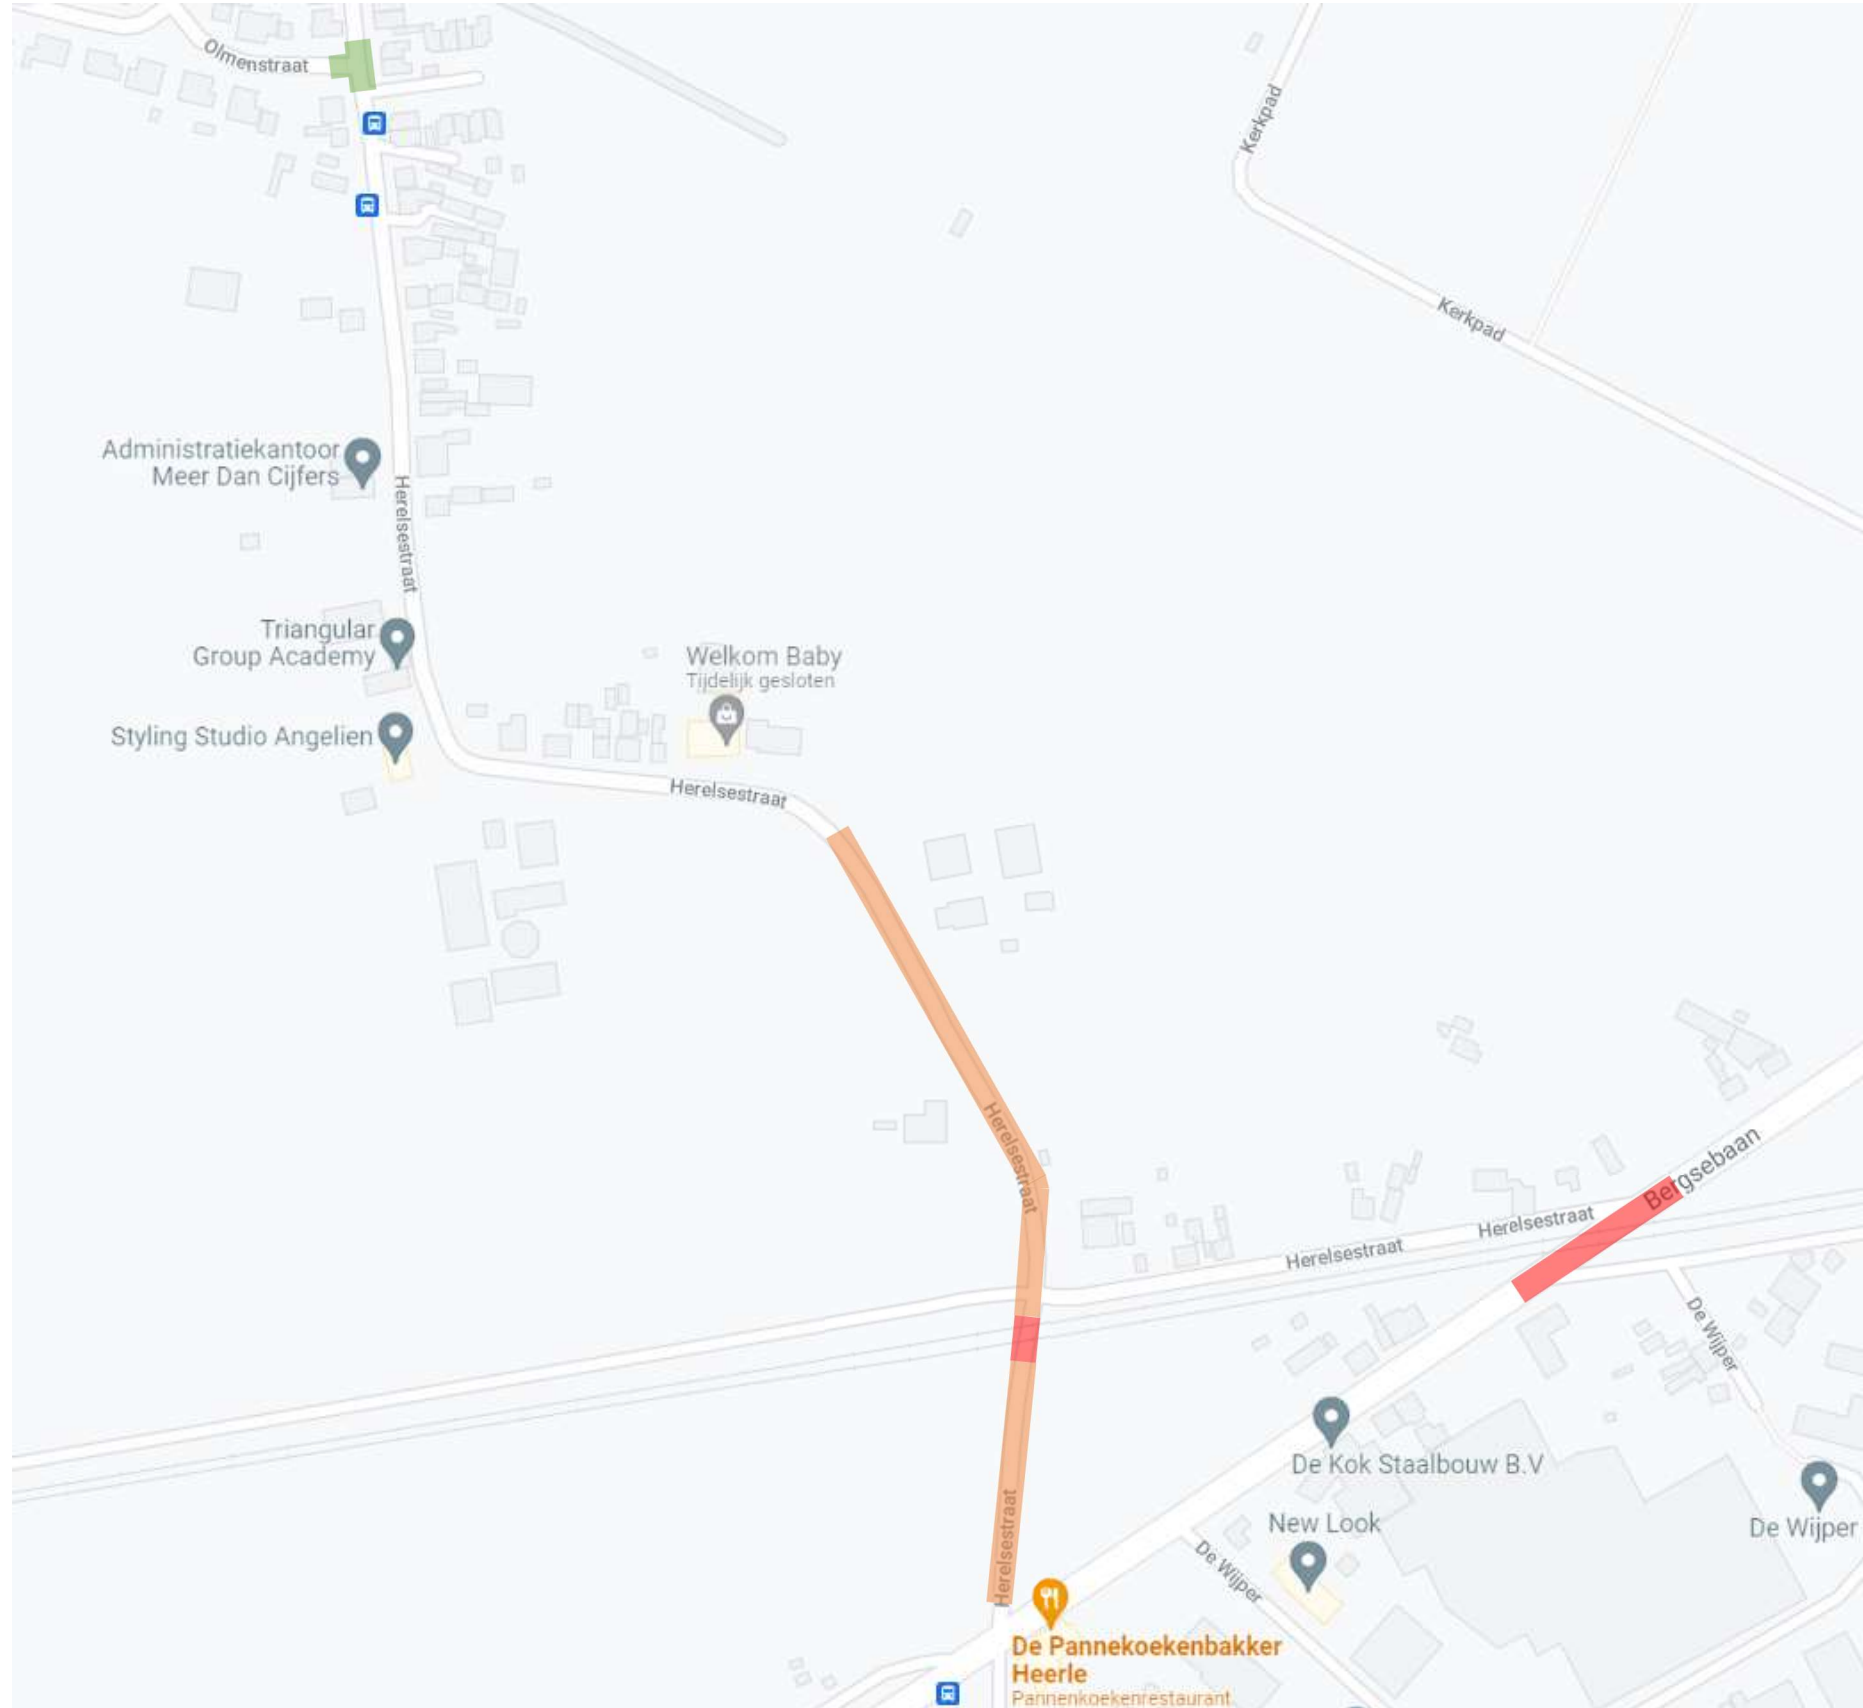 Olmenstraat
Kerkpad
Kerkpad
Administratiekantoor
Meer Dan Cijfers
Herelsestraat
Triangular
Group Academy
Welkom Baby
Tijdelijk gesloten
Styling Studio Angelien
Herelsestraat
Herelsestraat
Bergsebaan
Herelsestraat
Herelsestraat
De Wijper
De Kok Staalbouw B.V
Herelsestraat
New Look
De Wijper
De Wijper
De Pannekoekenbakker
Heerle
Pannenkoekenrestaurant